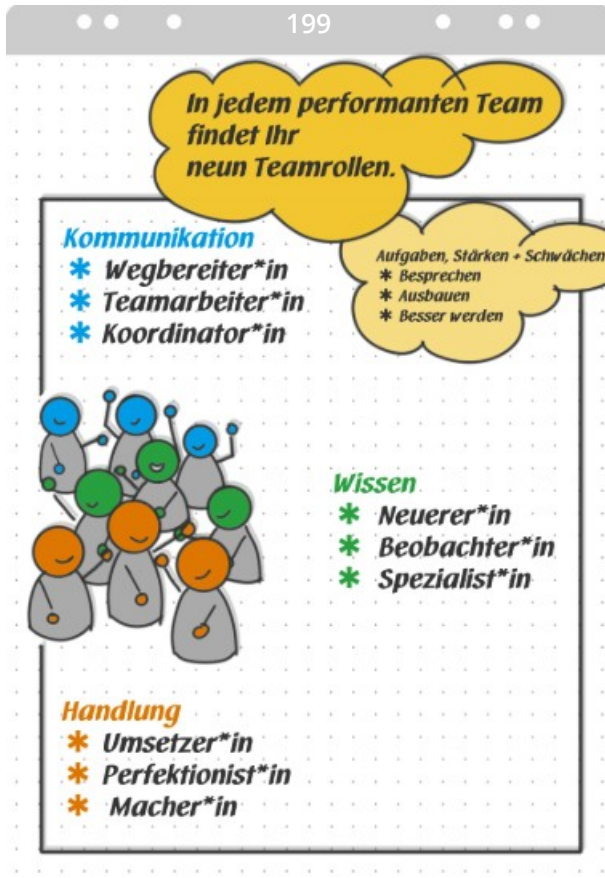 199
In jedem performanten Team
findet Ihr
neun Teamrollen.
Kommunikation
* Wegbereiter*in
* Teamarbeiter*in
* Koordinator*in
Aufgaben, Stärken + Schwächen
* Besprechen
* Ausbauen
* Besser werden
Wissen
* Neuerer*in
* Beobachter*in
* Spezialist*in
Handlung
* Umsetzer*in
* Perfektionist*in
* Macher*in